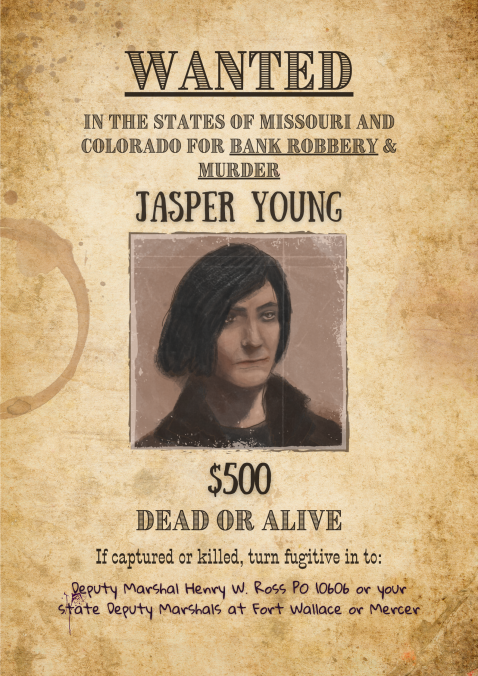 WANTED
IN THE STATES OF MISSOURI AND
COLORADO FOR BANK ROBBERY &
MURDER
JASPER YOUNG
$500
DEAD OR ALIVE
If captured or killed, turn fugitive in to:
Deputy Marshal Henry W. Ross PO 10606 or your
state Deputy Marshals at Fort Wallace or Mercer